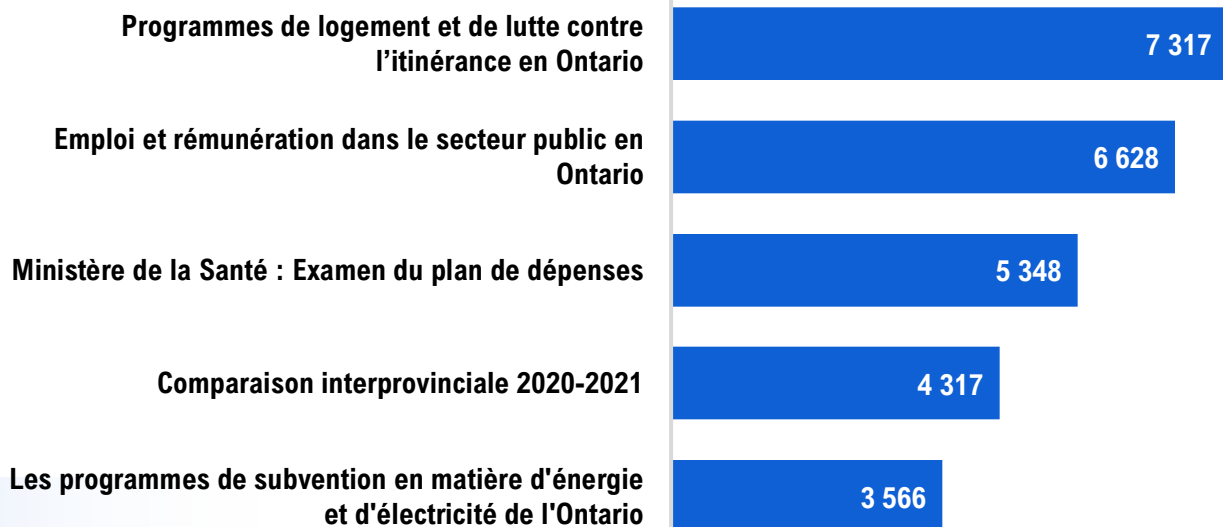 Programmes de logement et de lutte contre
l’itinérance en Ontario
7 317
Emploi et rémunération dans le secteur public en
Ontario
6 628
Ministère de la Santé : Examen du plan de dépenses
5 348
Comparaison interprovinciale 2020-2021
4 317
Les programmes de subvention en matière d'énergie
et d'électricité de l'Ontario
3 566